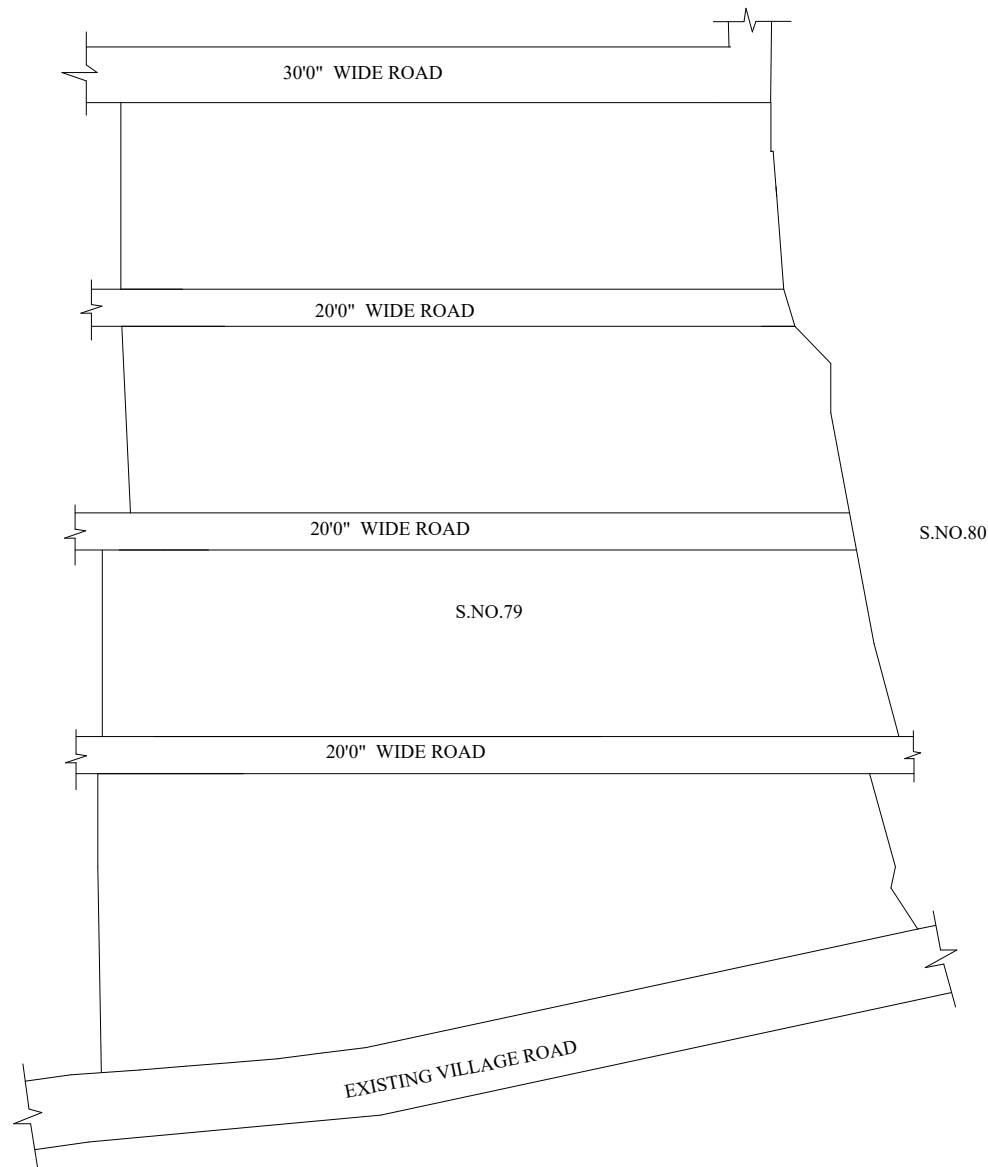 30'0" WIDE ROAD
20'0" WIDE ROAD
20'0" WIDE ROAD
S.NO.80
S.NO.79
20'0" WIDE ROAD
EXISTING VILLAGE ROAD